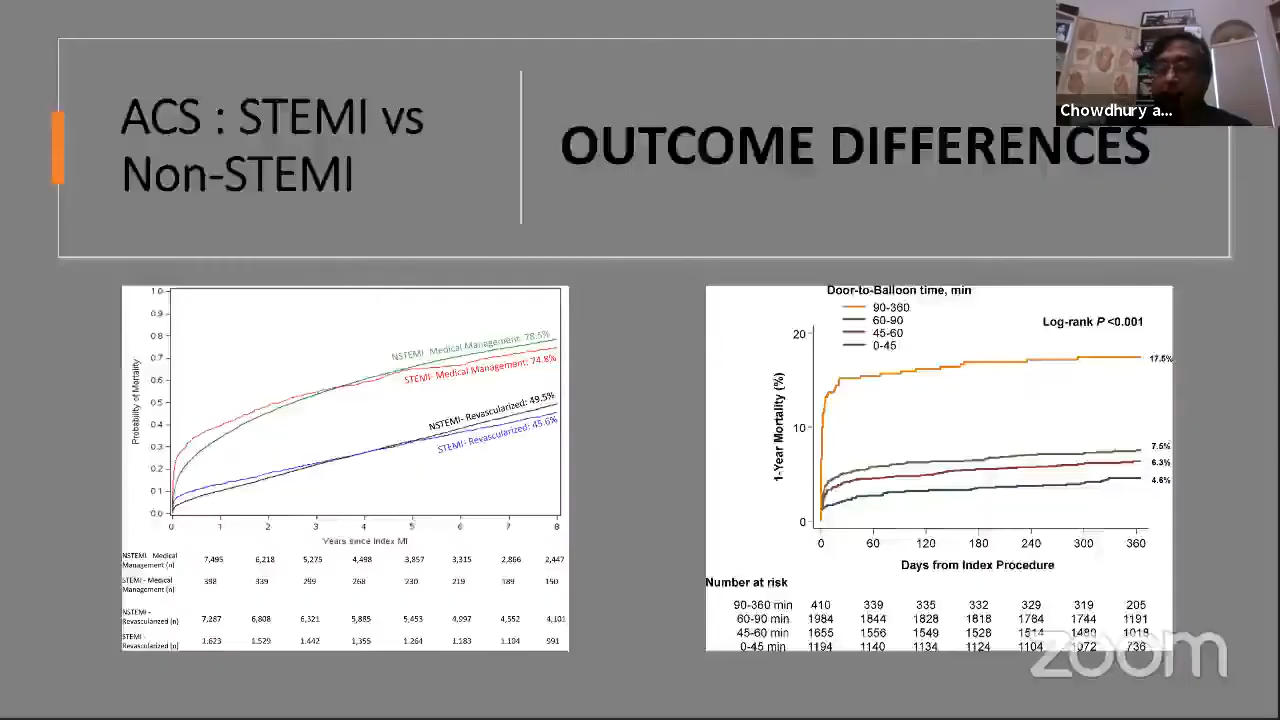 ACS : STEMI vs
Non-STEMI
OUTCOME DIFFERENCES
Chowdhury a...
1.0
0.9
0.8
0.7
0.6
0.5
0.4
0.3
0.2
0.1
0.0
Probability of Mortality
NSTEMI- Medical Management: 78.5%
STEMI- Medical Management: 74.8%
NSTEMI- Revascularized: 49.5%
STEMI- Revascularized: 45.6%
0 1 2 3 4 5 6 7 8
Years since Index MI
NSTEMI - Medical
Management (n) 7,495 6,218 5,275 4,498 3,857 3,315 2,866 2,447
STEMI - Medical
Management (n) 398 339 299 268 230 219 189 150
NSTEMI -
Revascularized (n) 7,287 6,808 6,321 5,885 5,453 4,997 4,552 4,101
STEMI -
Revascularized (n) 1,623 1,529 1,442 1,355 1,264 1,183 1,104 991
Door-to-Balloon time, min
90-360
60-90
45-60
0-45
Log-rank P <0.001
20
10
0
1-Year Mortality (%)
17.5%
7.5%
6.3%
4.6%
0 60 120 180 240 300 360
Days from Index Procedure
Number at risk
90-360 min 410 339 335 332 329 319 205
60-90 min 1984 1844 1828 1818 1784 1744 1191
45-60 min 1655 1556 1549 1528 1514 1489 1018
0-45 min 1194 1140 1134 1124 1104 1072 736
zoom